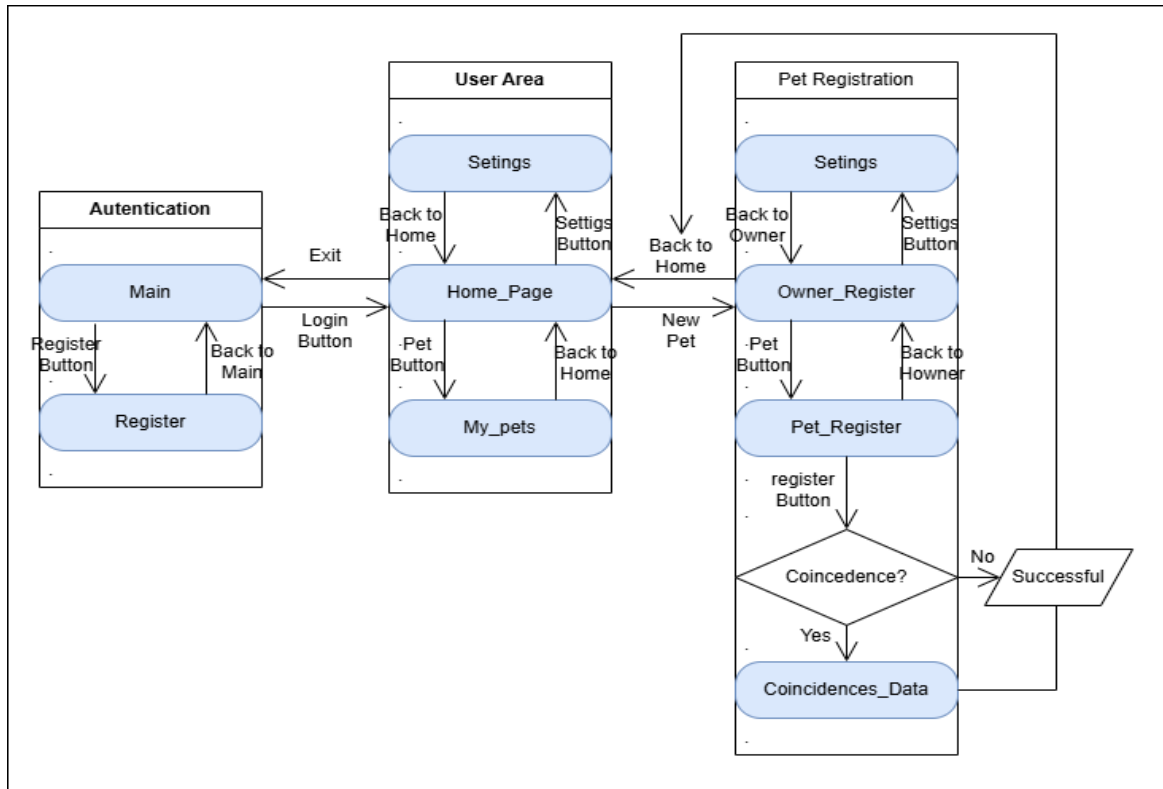 User Area
Pet Registration
Setings
Setings
Autentication
Back to
Home
Settigs
Button
Back to
Owner
Settigs
Button
Exit
Back to
Home
Main
Home_Page
Owner_Register
Login
Button
New
Pet
Register
Button
Back to
Main
Pet
Button
Back to
Home
Pet
Button
Back to
Howner
Register
My_pets
Pet_Register
register
Button
Coincedence?
No
Successful
Yes
Coincidences_Data